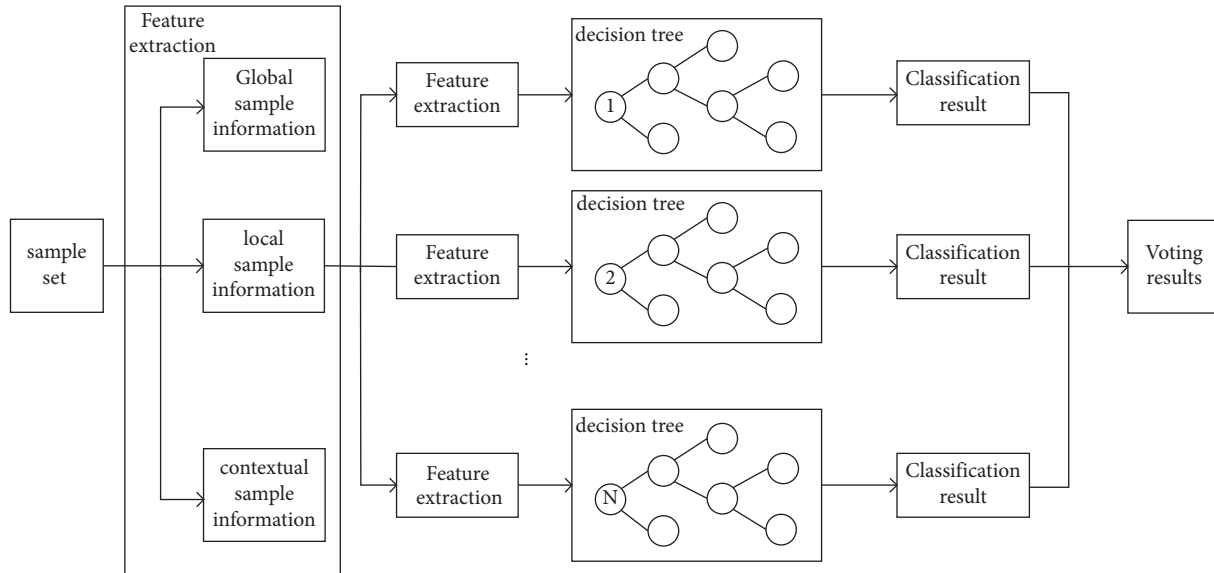 Feature
extraction
Global
sample
information
sample
set
local
sample
information
contextual
sample
information
Feature
extraction
decision tree
1
Classification
result
Feature
extraction
decision tree
2
Classification
result
...
Feature
extraction
decision tree
N
Classification
result
Voting
results